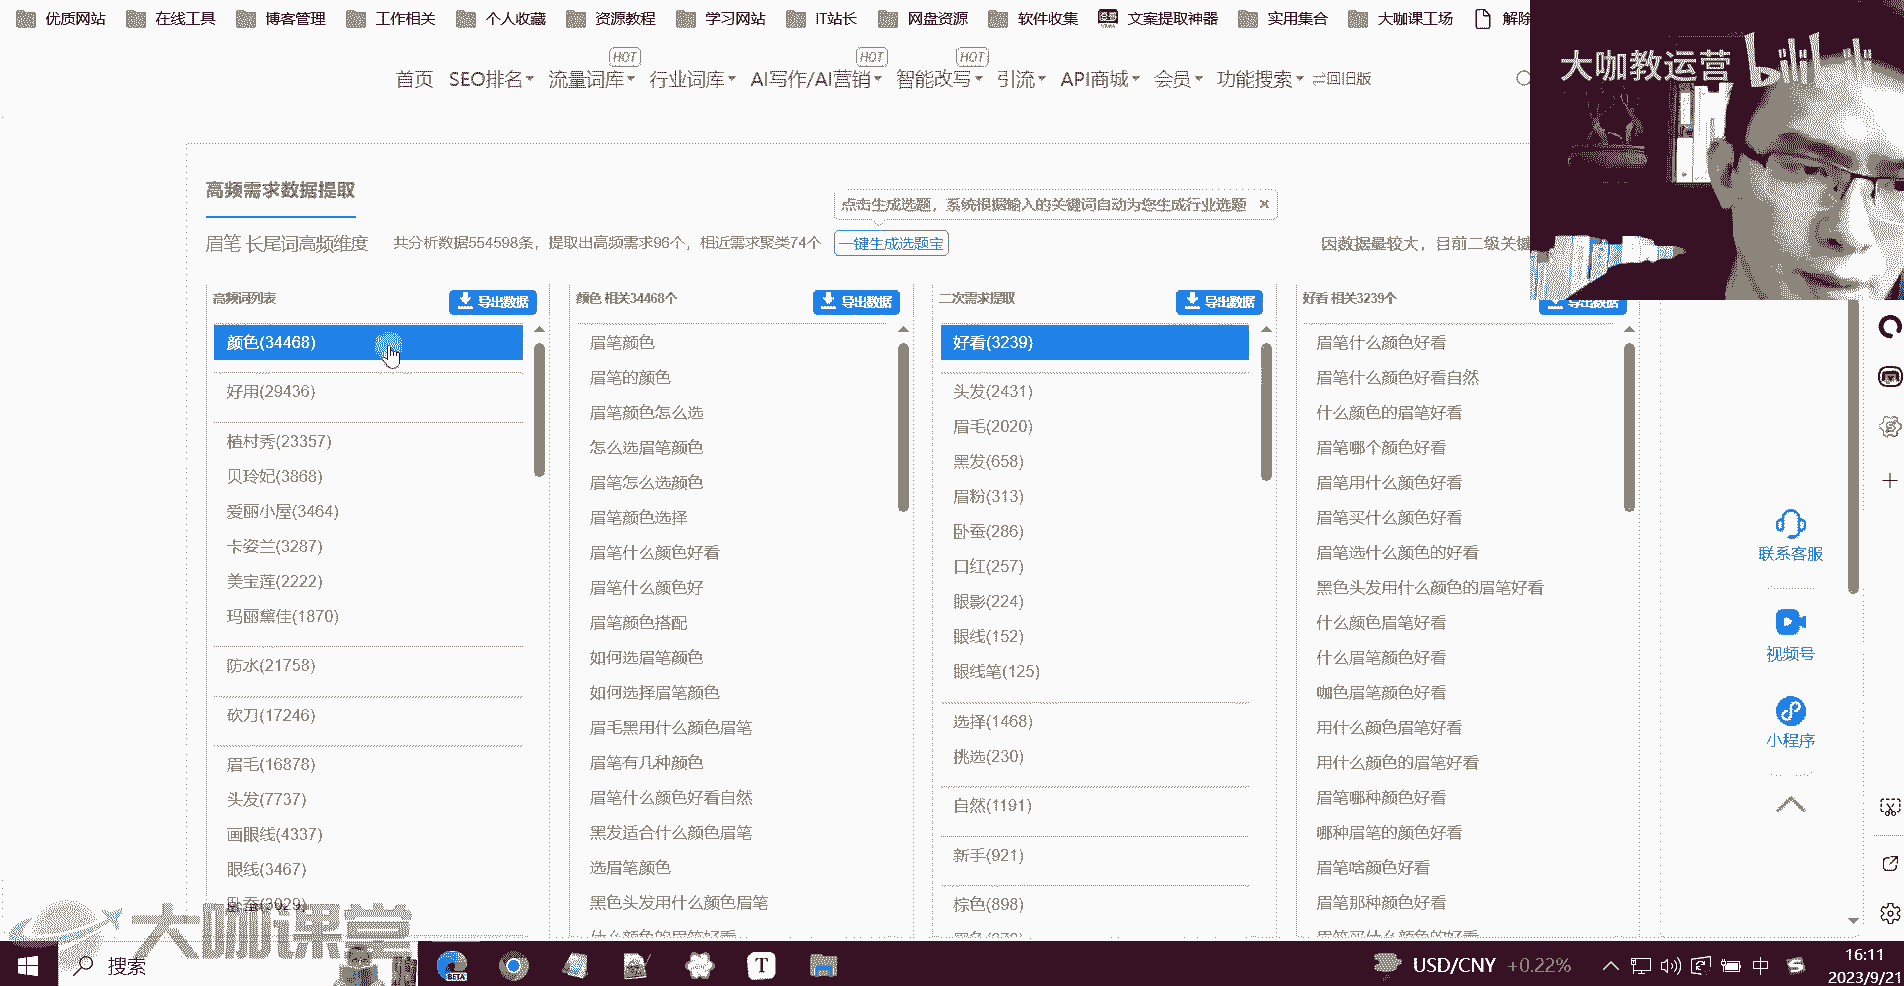 优质网站 在线工具 博客管理 工作相关 个人收藏 资源教程 学习网站 IT站长 网盘资源 软件收集 文案提取神器 实用集合 大咖课工场 解除
大咖教运营
HOT HOT HOT
首页 SEO排名 流量词库 行业词库 AI写作/AI营销 智能改写 引流 API商城 会员 功能搜索 回旧版
高频需求数据提取
点击生成选题，系统根据输入的关键词自动为您生成行业选题 ×
眉笔 长尾词高频维度 共分析数据554598条，提取出高频需求96个，相近需求聚类74个 一键生成选题宝 因数据量较大，目前二级关键
高频词列表 导出数据
颜色(34468)
好用(29436)
植村秀(23357)
贝玲妃(3868)
爱丽小屋(3464)
卡姿兰(3287)
美宝莲(2222)
玛丽黛佳(1870)
防水(21758)
砍刀(17246)
眉毛(16878)
头发(7737)
画眼线(4337)
眼线(3467)
卧蚕(3029)
颜色 相关34468个 导出数据
眉笔颜色
眉笔的颜色
眉笔颜色怎么选
怎么选眉笔颜色
眉笔怎么选颜色
眉笔颜色选择
眉笔什么颜色好看
眉笔什么颜色好
眉笔颜色搭配
如何选眉笔颜色
如何选择眉笔颜色
眉毛黑用什么颜色眉笔
眉笔有几种颜色
眉笔什么颜色好看自然
黑发适合什么颜色眉笔
选眉笔颜色
黑色头发用什么颜色眉笔
什么颜色的眉笔好看
二次需求提取 导出数据
好看(3239)
头发(2431)
眉毛(2020)
黑发(658)
眉粉(313)
卧蚕(286)
口红(257)
眼影(224)
眼线(152)
眼线笔(125)
选择(1468)
挑选(230)
自然(1191)
新手(921)
棕色(898)
好看 相关3239个 导出数据
眉笔什么颜色好看
眉笔什么颜色好看自然
什么颜色的眉笔好看
眉笔哪个颜色好看
眉笔用什么颜色好看
眉笔买什么颜色好看
眉笔选什么颜色的好看
黑色头发用什么颜色的眉笔好看
什么颜色眉笔好看
什么眉笔颜色好看
咖色眉笔颜色好看
用什么颜色眉笔好看
用什么颜色的眉笔好看
眉笔哪种颜色好看
哪种眉笔的颜色好看
眉笔啥颜色好看
眉笔那种颜色好看
眉笔买什么颜色的好看
联系客服
视频号
小程序
大咖课堂
搜索
BETA
T
USD/CNY +0.22%
中
16:11
2023/9/21